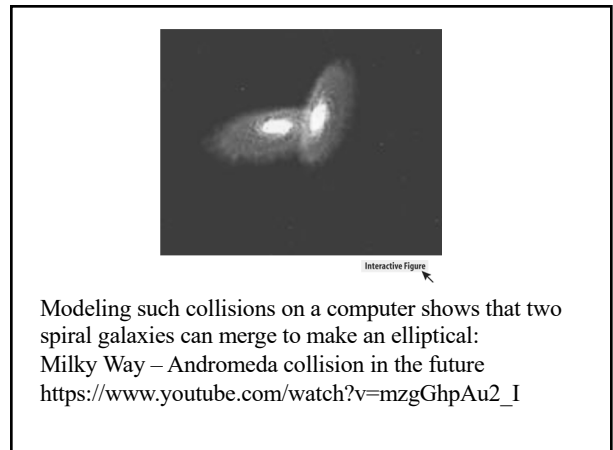 Interactive Figure
Modeling such collisions on a computer shows that two
spiral galaxies can merge to make an elliptical:
Milky Way – Andromeda collision in the future
https://www.youtube.com/watch?v=mzgGhpAu2_I